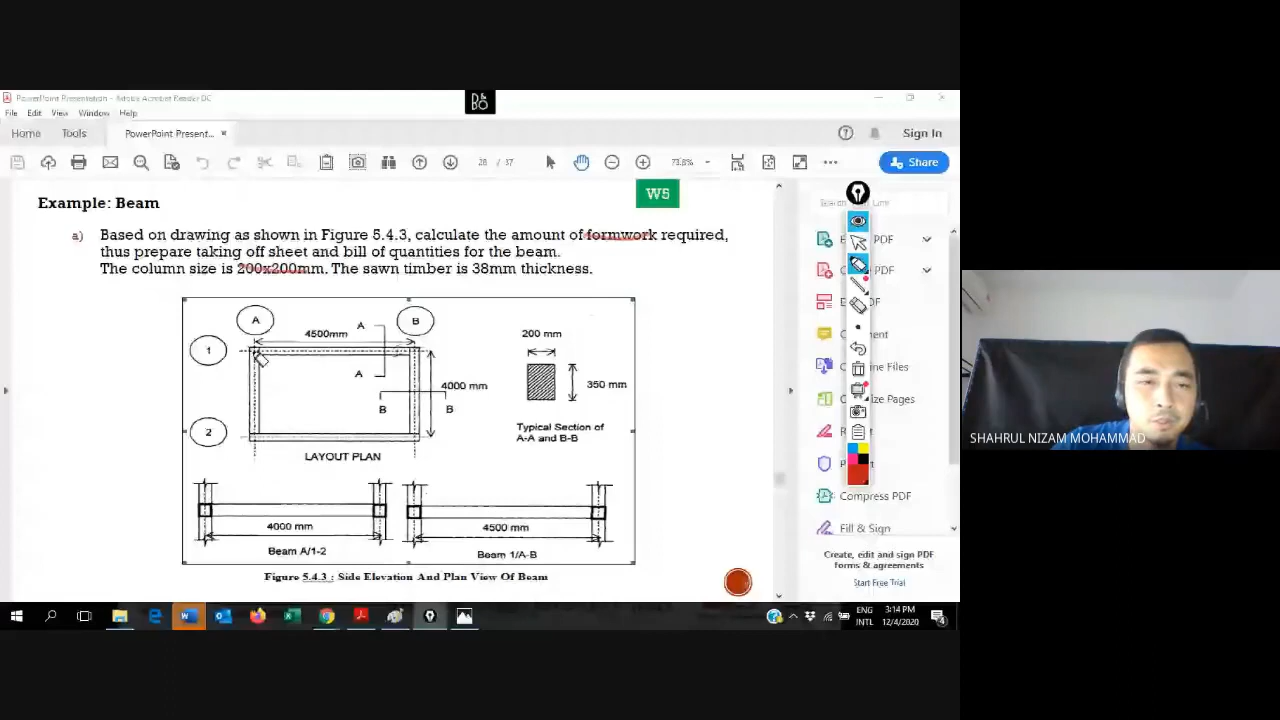 PowerPoint Presentation - Adobe Acrobat Reader DC
File Edit View Window Help
Home Tools PowerPoint Present... × Sign In
28 / 37 73.8% Share
W5
Example: Beam
a) Based on drawing as shown in Figure 5.4.3, calculate the amount of formwork required,
thus prepare taking off sheet and bill of quantities for the beam.
The column size is 200x200mm. The sawn timber is 38mm thickness.
A B
4500mm A
1
A
4000 mm
B B
2
LAYOUT PLAN
200 mm
350 mm
Typical Section of
A-A and B-B
4000 mm
Beam A/1-2
4500 mm
Beam 1/A-B
Figure 5.4.3 : Side Elevation And Plan View Of Beam
PDF
PDF
Files
Pages
Compress PDF
Fill & Sign
Create, edit and sign PDF
forms & agreements
Start Free Trial
ENG
INTL
3:14 PM
12/4/2020
4
SHAHRUL NIZAM MOHAMMAD